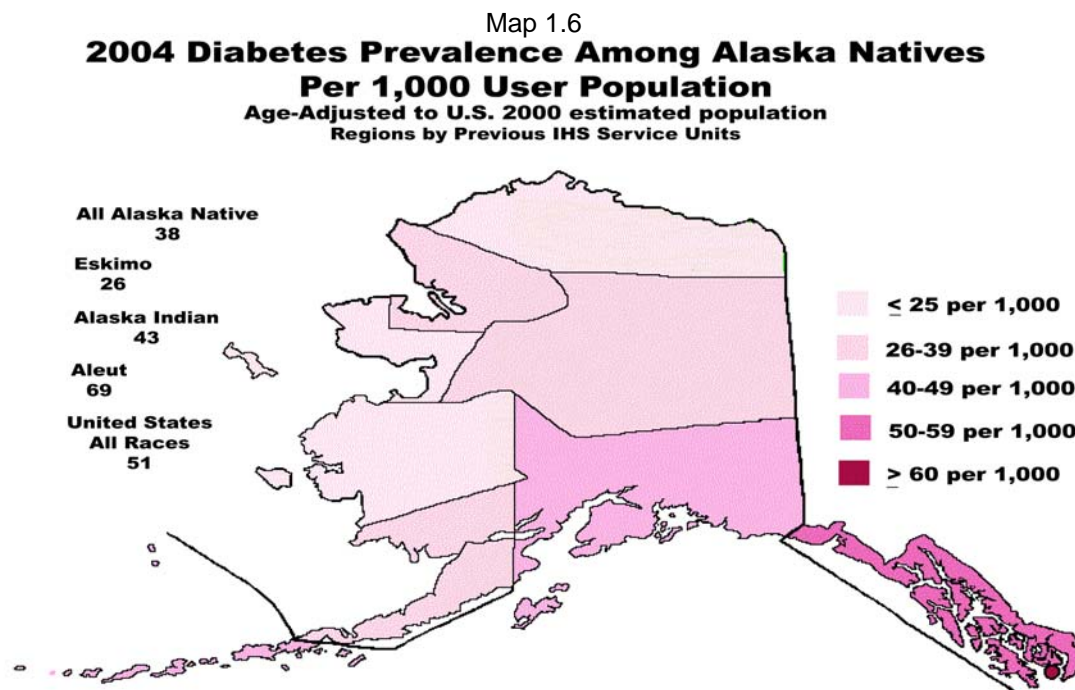 Map 1.6
2004 Diabetes Prevalence Among Alaska Natives
Per 1,000 User Population
Age-Adjusted to U.S. 2000 estimated population
Regions by Previous IHS Service Units
All Alaska Native
38
Eskimo
26
Alaska Indian
43
Aleut
69
United States
All Races
51
≤ 25 per 1,000
26-39 per 1,000
40-49 per 1,000
50-59 per 1,000
≥ 60 per 1,000